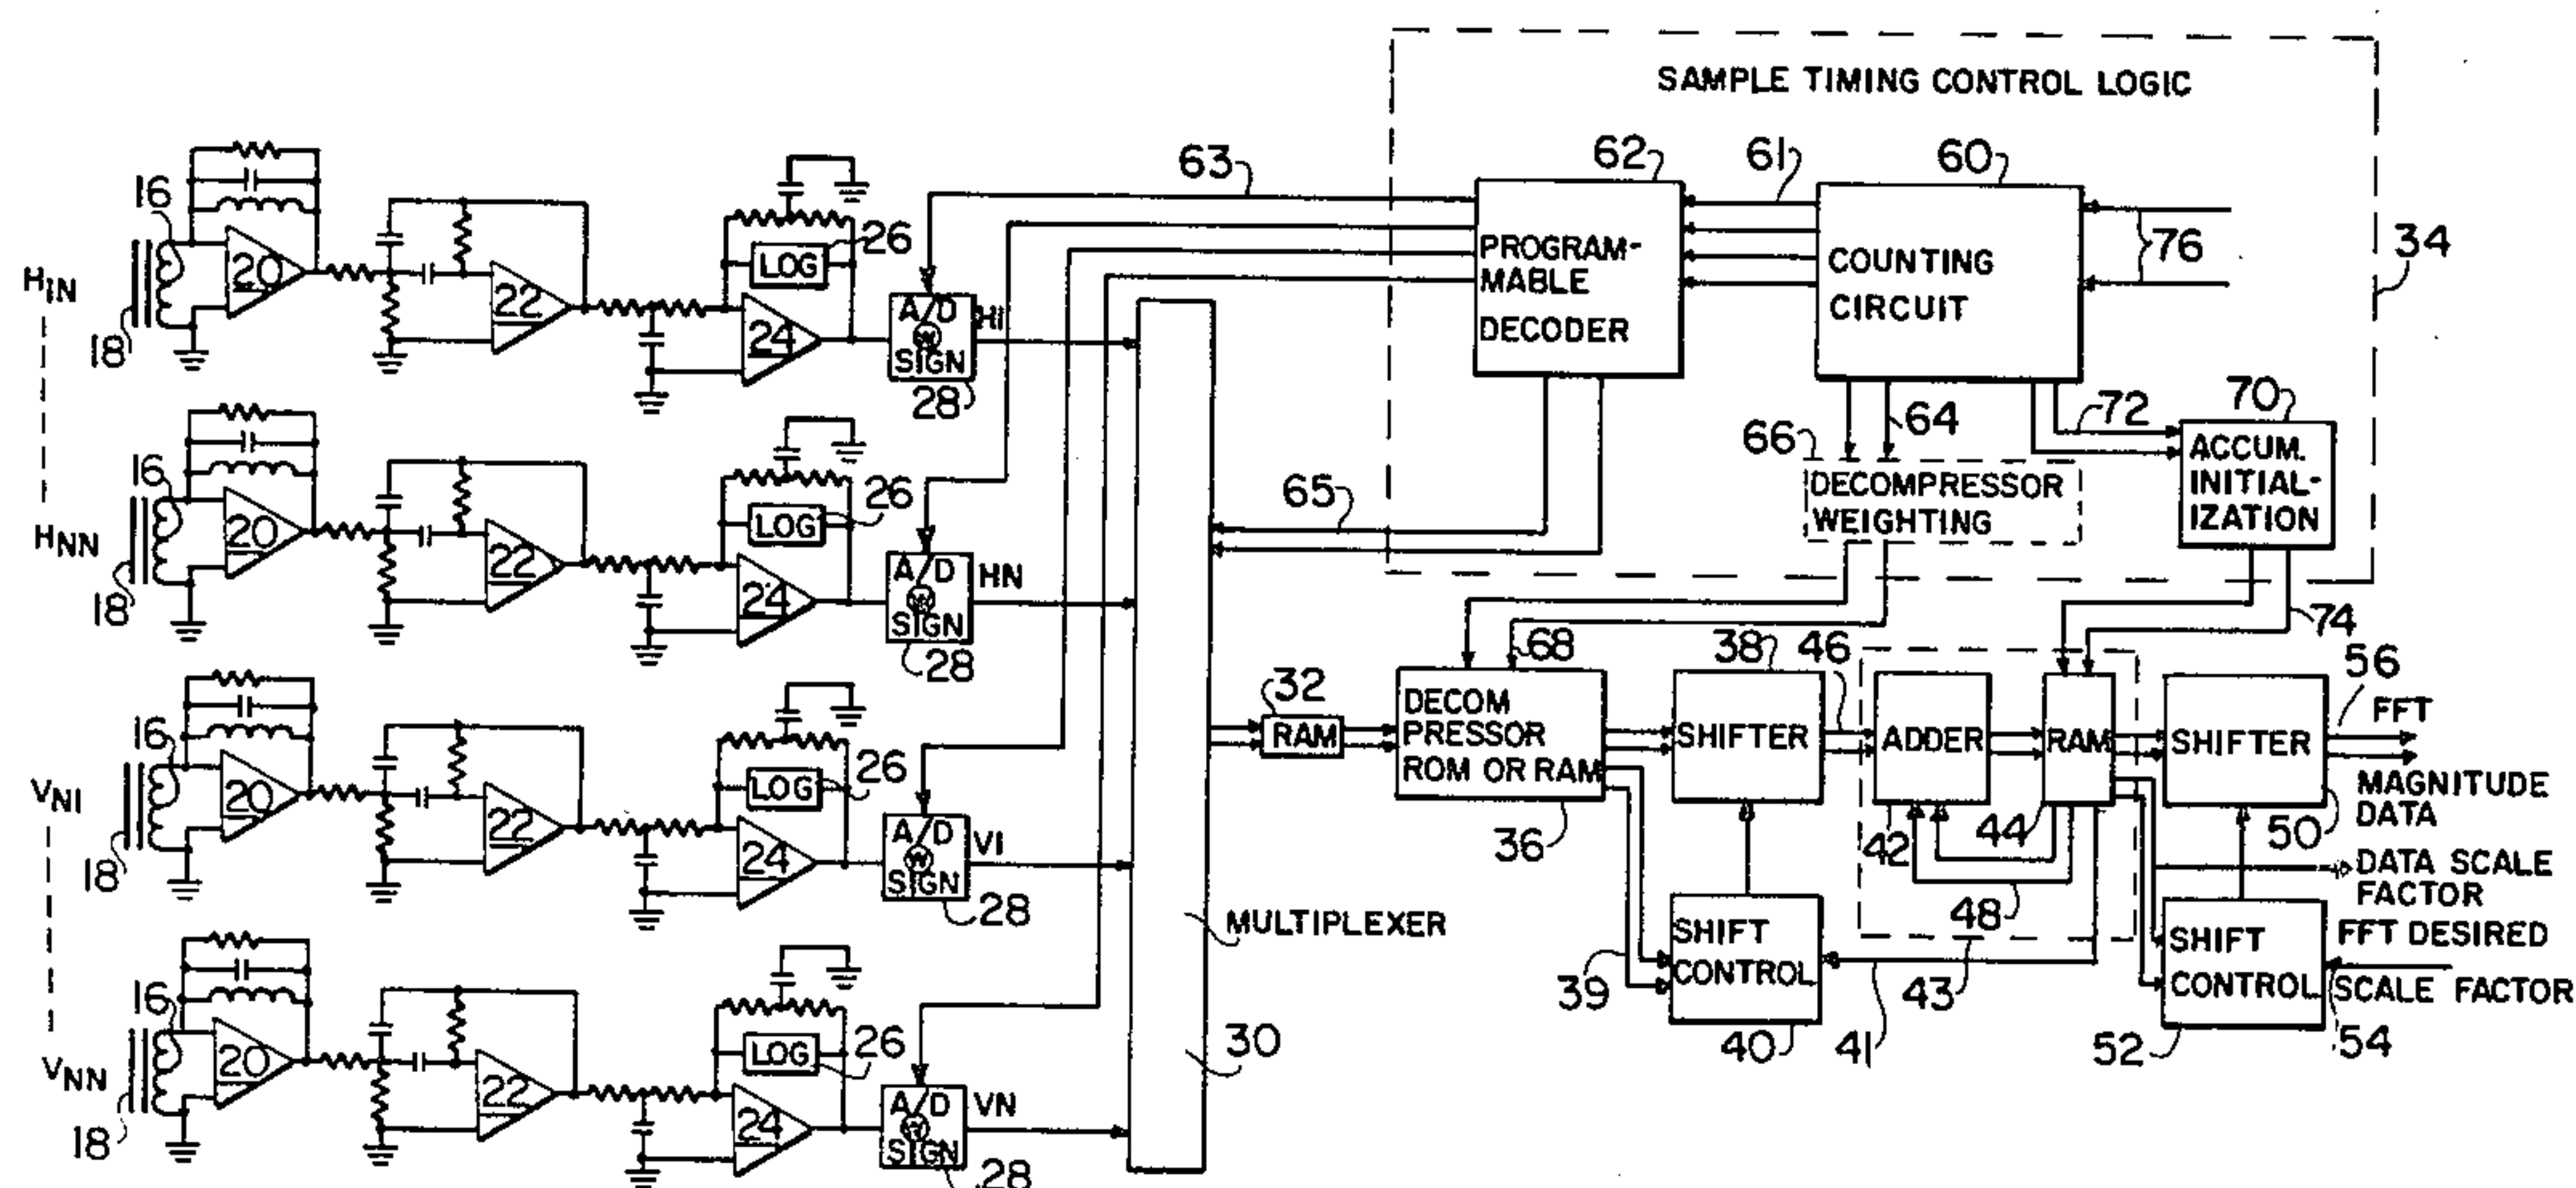 SAMPLE TIMING CONTROL LOGIC
34
63
62
61
60
76
PROGRAM-
MABLE
DECODER
COUNTING
CIRCUIT
65
64
66
DECOMPRESSOR
WEIGHTING
72
70
ACCUM.
INITIAL-
IZATION
74
68
HIN
16
18
20
22
24
LOG
26
A/D
W
SIGN
28
HI
HNN
16
18
20
22
24
LOG
26
A/D
W
SIGN
28
HN
VNI
16
18
20
22
24
LOG
26
A/D
W
SIGN
28
VI
VNN
16
18
20
22
24
LOG
26
A/D
W
SIGN
28
VN
MULTIPLEXER
30
32
RAM
DECOM
PRESSOR
ROM OR RAM
36
38
SHIFTER
46
39
SHIFT
CONTROL
40
41
ADDER
42
RAM
44
48
43
SHIFTER
50
56
FFT
MAGNITUDE
DATA
DATA SCALE
FACTOR
SHIFT
CONTROL
52
FFT DESIRED
SCALE FACTOR
54